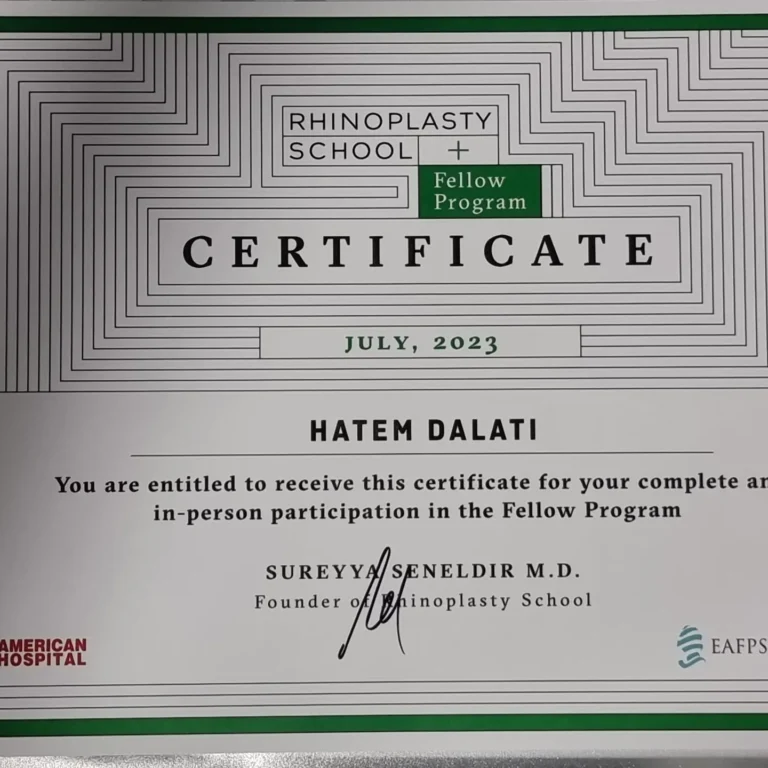 RHINOPLASTY
SCHOOL +
Fellow
Program
CERTIFICATE
JULY, 2023
HATEM DALATI
You are entitled to receive this certificate for your complete
in-person participation in the Fellow Program
SUREYYA SENELDIR M.D.
Founder of Rhinoplasty School
AMERICAN
HOSPITAL
EAFPS